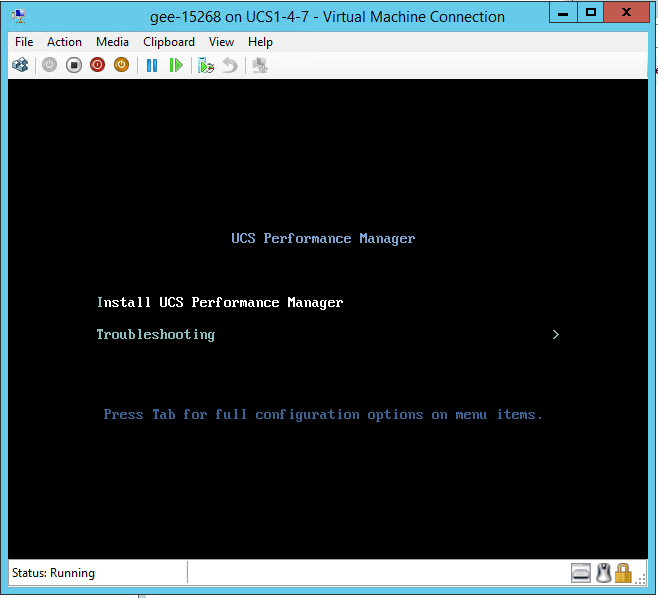 gee-15268 on UCS1-4-7 - Virtual Machine Connection
File Action Media Clipboard View Help
UCS Performance Manager
Install UCS Performance Manager
Troubleshooting >
Press Tab for full configuration options on menu items.
Status: Running